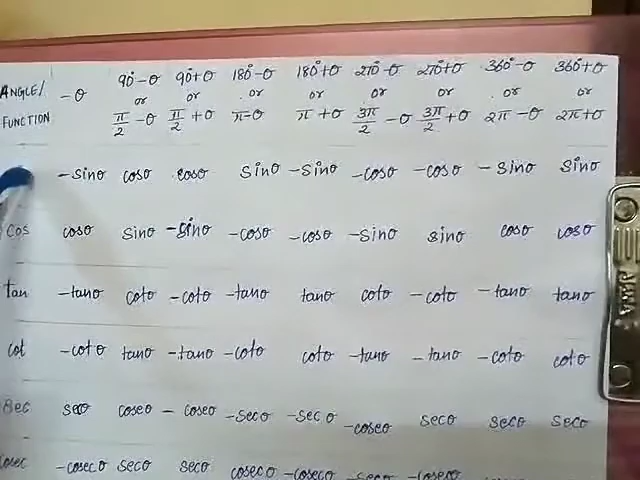 ANGLE/ FUNCTION -θ 90°-θ or π/2 -θ 90°+θ or π/2 +θ 180°-θ or π-θ 180°+θ or π+θ 270°-θ or 3π/2 -θ 270°+θ or 3π/2 +θ 360°-θ or 2π-θ 360°+θ or 2π+θ
-sinθ cosθ cosθ sinθ -sinθ -cosθ -cosθ -sinθ sinθ
cos cosθ sinθ -sinθ -cosθ -cosθ -sinθ sinθ cosθ cosθ
tan -tanθ cotθ -cotθ -tanθ tanθ cotθ -cotθ -tanθ tanθ
cot -cotθ tanθ -tanθ -cotθ cotθ -tanθ -tanθ -cotθ cotθ
sec secθ cosecθ -cosecθ -secθ -secθ -cosecθ secθ secθ secθ
cosec -cosecθ secθ secθ cosecθ -cosecθ -secθ -cosecθ